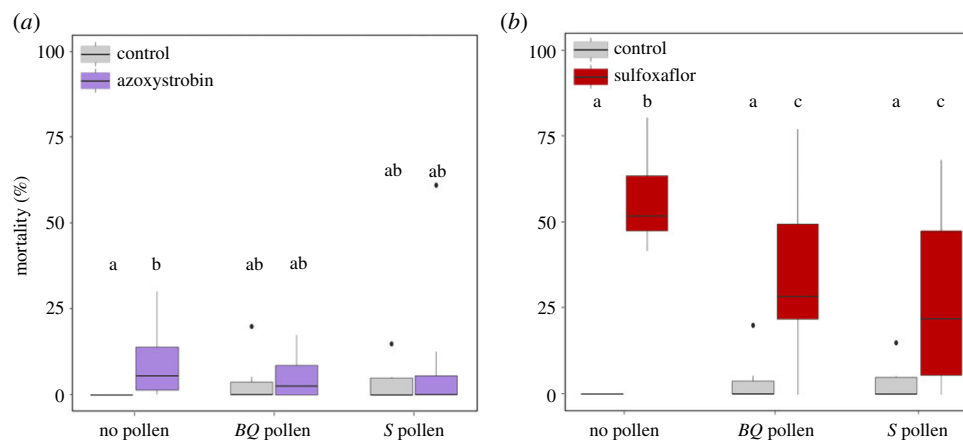 (a)
100
75
50
25
0
mortality (%)
control
azoxystrobin
a b ab ab ab ab
no pollen BQ pollen S pollen
(b)
100
75
50
25
0
control
sulfoxaflor
a b a c a c
no pollen BQ pollen S pollen